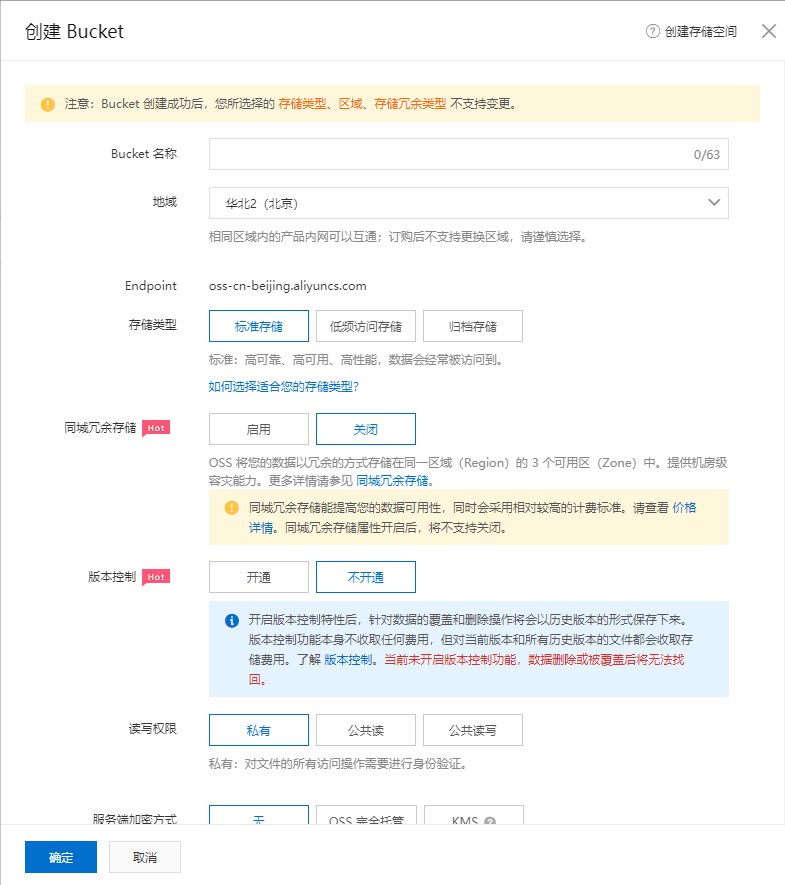 创建 Bucket
创建存储空间
注意：Bucket 创建成功后，您所选择的 存储类型、区域、存储冗余类型 不支持变更。
Bucket 名称
0/63
地域
华北2（北京）
相同区域内的产品内网可以互通；订购后不支持更换区域，请谨慎选择。
Endpoint
oss-cn-beijing.aliyuncs.com
存储类型
标准存储
低频访问存储
归档存储
标准：高可靠、高可用、高性能，数据会经常被访问到。
如何选择适合您的存储类型?
同城冗余存储
Hot
启用
关闭
OSS 将您的数据以冗余的方式存储在同一区域（Region）的 3 个可用区（Zone）中。提供机房级
容灾能力。更多详情请参见 同城冗余存储。
同城冗余存储能提高您的数据可用性，同时会采用相对较高的计费标准。请查看 价格
详情。同城冗余存储属性开启后，将不支持关闭。
版本控制
Hot
开通
不开通
开启版本控制特性后，针对数据的覆盖和删除操作将会以历史版本的形式保存下来。
版本控制功能本身不收取任何费用，但对当前版本和所有历史版本的文件都会收取存
储费用。了解 版本控制。当前未开启版本控制功能，数据删除或被覆盖后将无法找
回。
读写权限
私有
公共读
公共读写
私有：对文件的所有访问操作需要进行身份验证。
服务端加密方式
无
OSS 完全托管
KMS
确定
取消